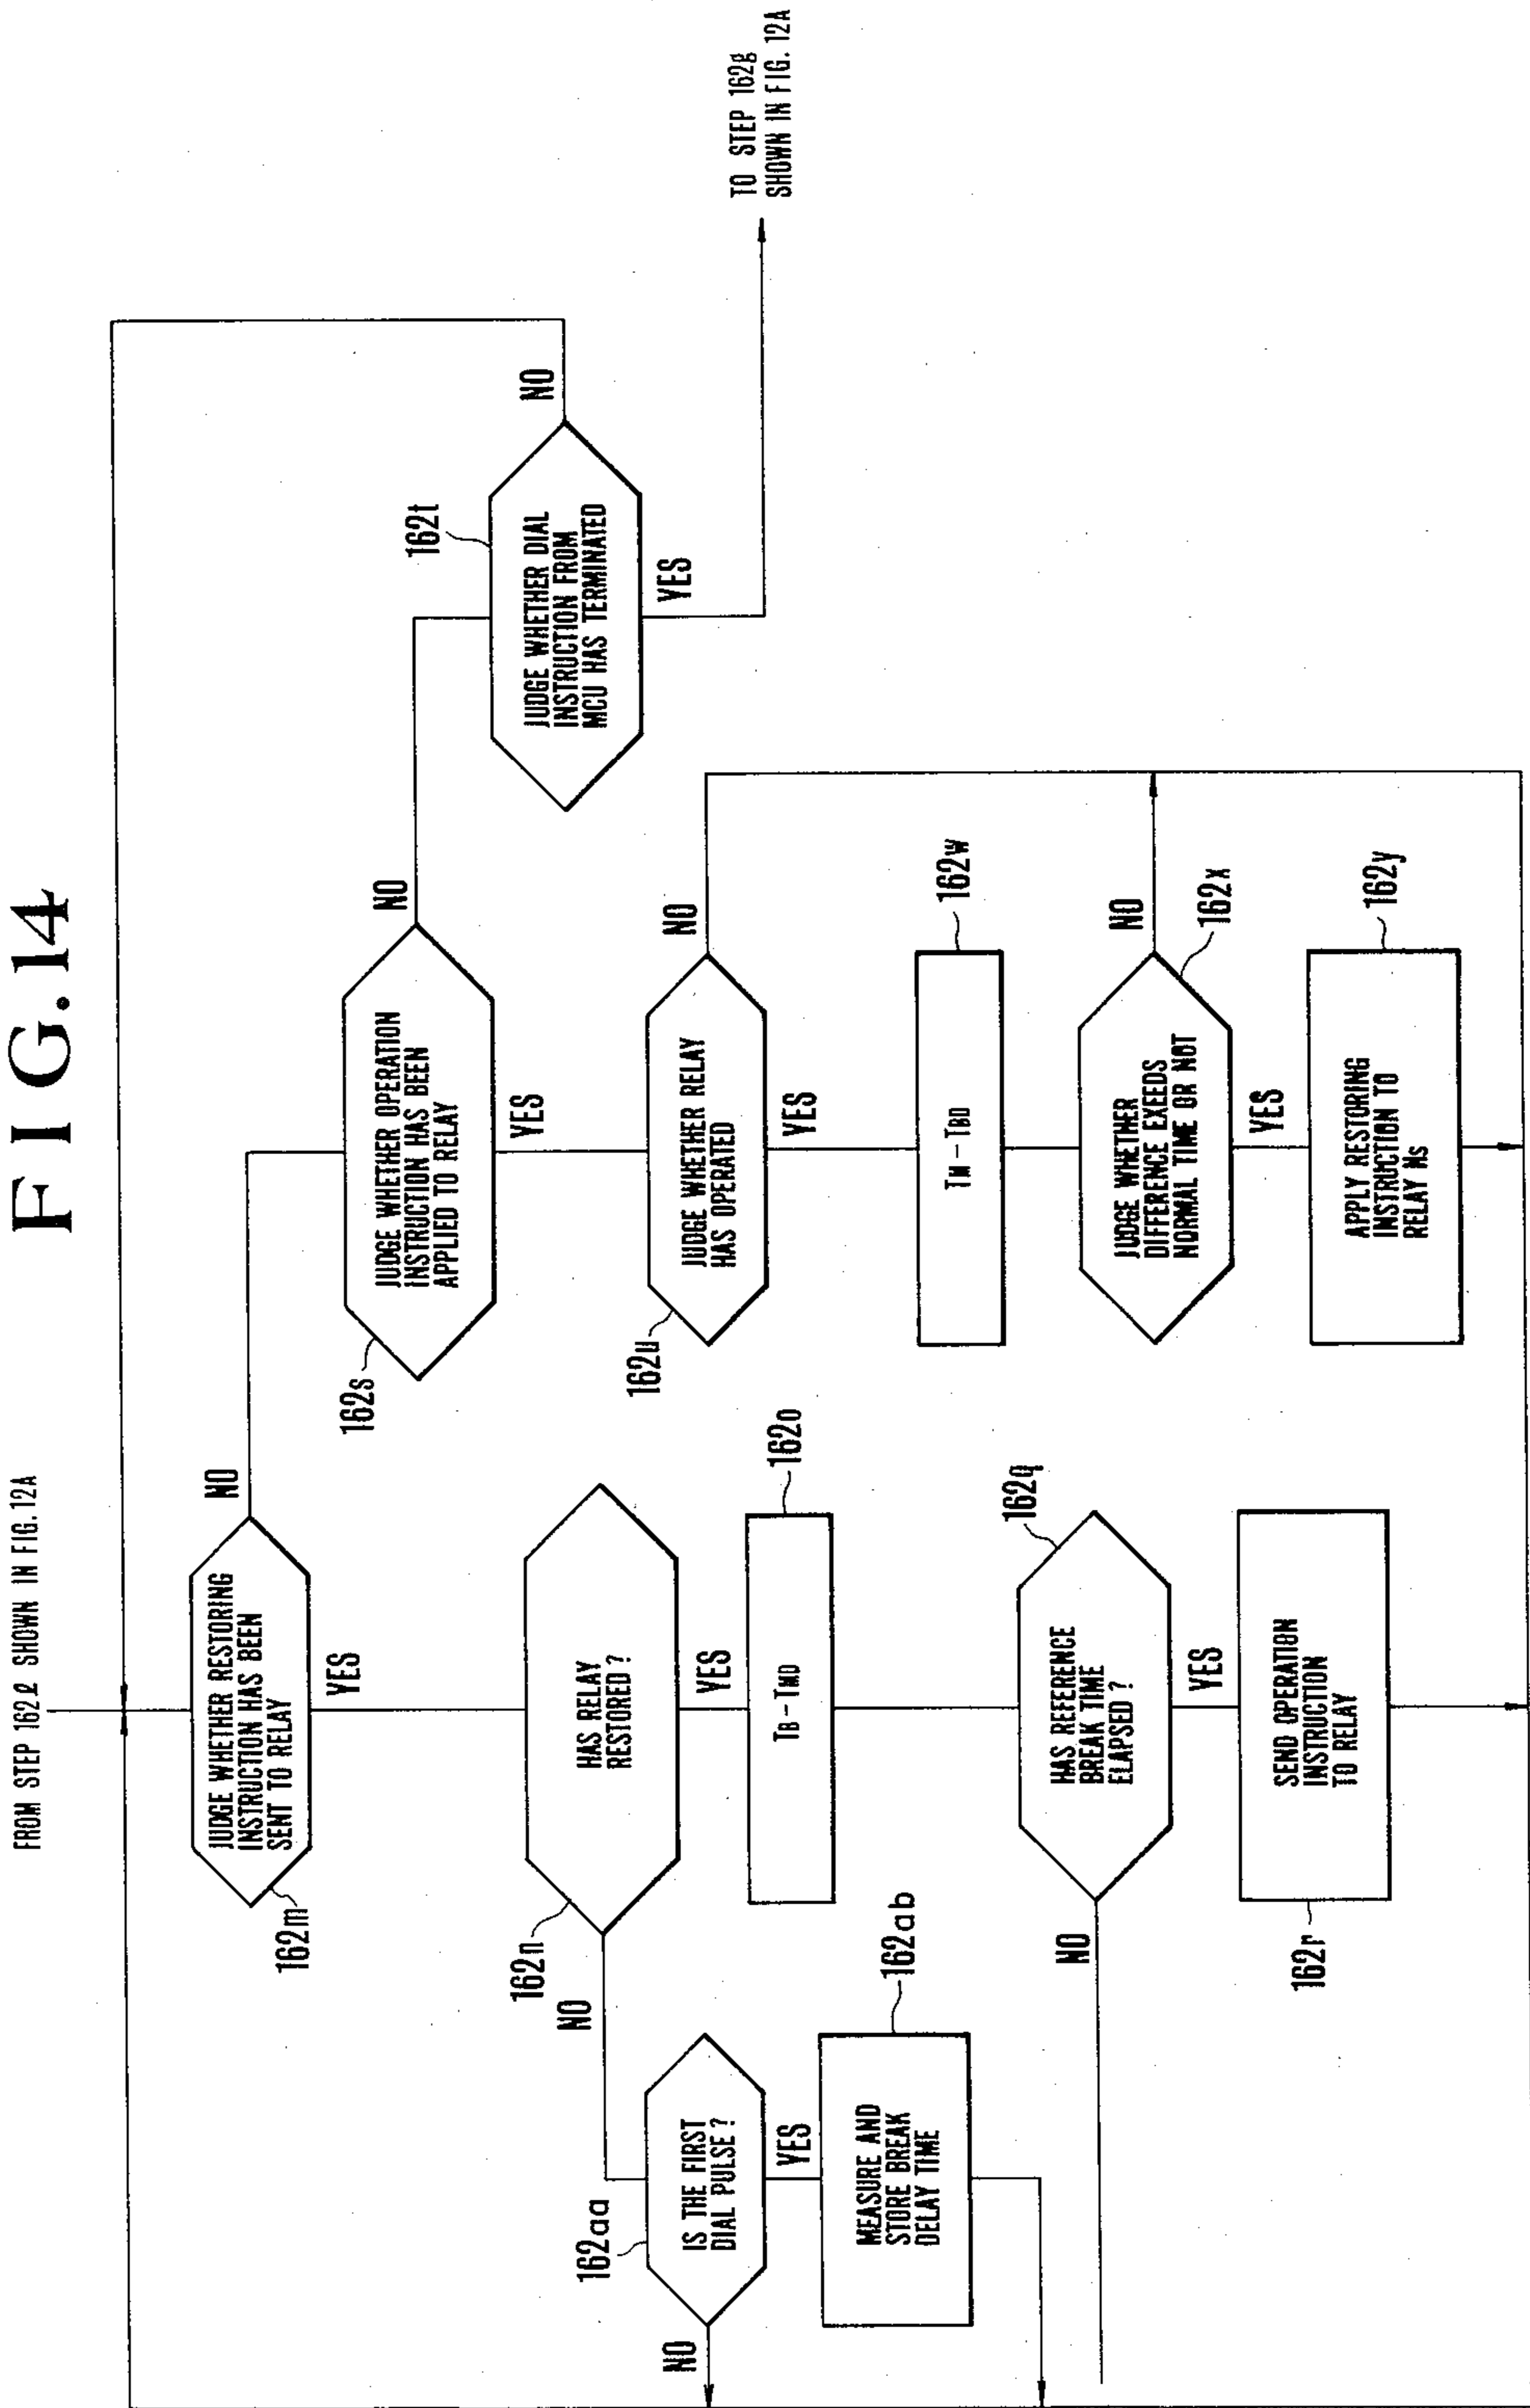 FIG.14
FROM STEP 162ℓ SHOWN IN FIG. 12A
JUDGE WHETHER RESTORING
INSTRUCTION HAS BEEN
SENT TO RELAY
162m
NO
YES
HAS RELAY
RESTORED ?
162n
NO
YES
IS THE FIRST
DIAL PULSE ?
162aa
NO
YES
MEASURE AND
STORE BREAK
DELAY TIME
162ab
TB - TMD
162o
HAS REFERENCE
BREAK TIME
ELAPSED ?
162q
NO
YES
SEND OPERATION
INSTRUCTION
TO RELAY
162r
JUDGE WHETHER OPERATION
INSTRUCTION HAS BEEN
APPLIED TO RELAY
162s
NO
YES
JUDGE WHETHER RELAY
HAS OPERATED
162u
NO
YES
TM - TBD
162w
JUDGE WHETHER
DIFFERENCE EXEEDS
NORMAL TIME OR NOT
162x
NO
YES
APPLY RESTORING
INSTRUCTION TO
RELAY Ms
162y
JUDGE WHETHER DIAL
INSTRUCTION FROM
MCU HAS TERMINATED
162t
NO
YES
TO STEP 162g
SHOWN IN FIG. 12A